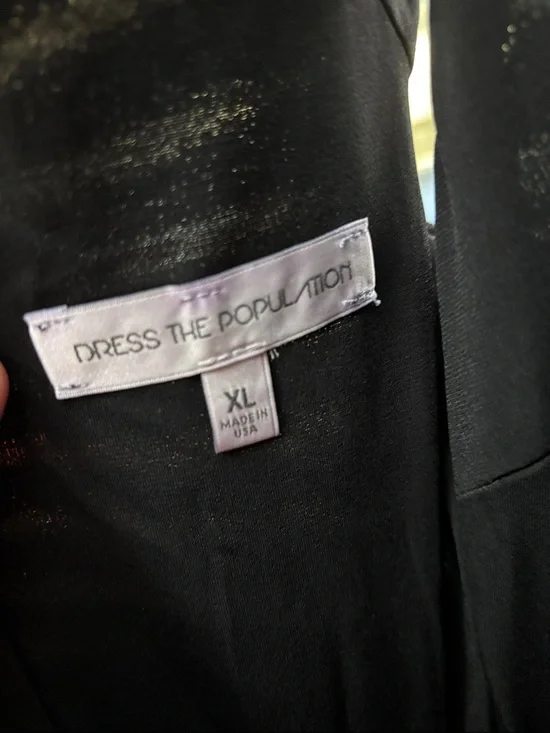 DRESS THE POPULATION
XL
MADE IN
USA